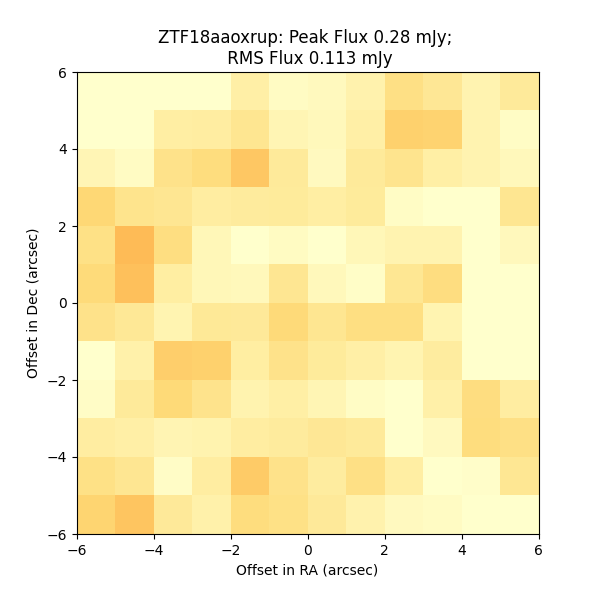 ZTF18aaoxrup: Peak Flux 0.28 mJy;
RMS Flux 0.113 mJy
6
4
2
0
−2
−4
−6
Offset in Dec (arcsec)
−6 −4 −2 0 2 4 6
Offset in RA (arcsec)